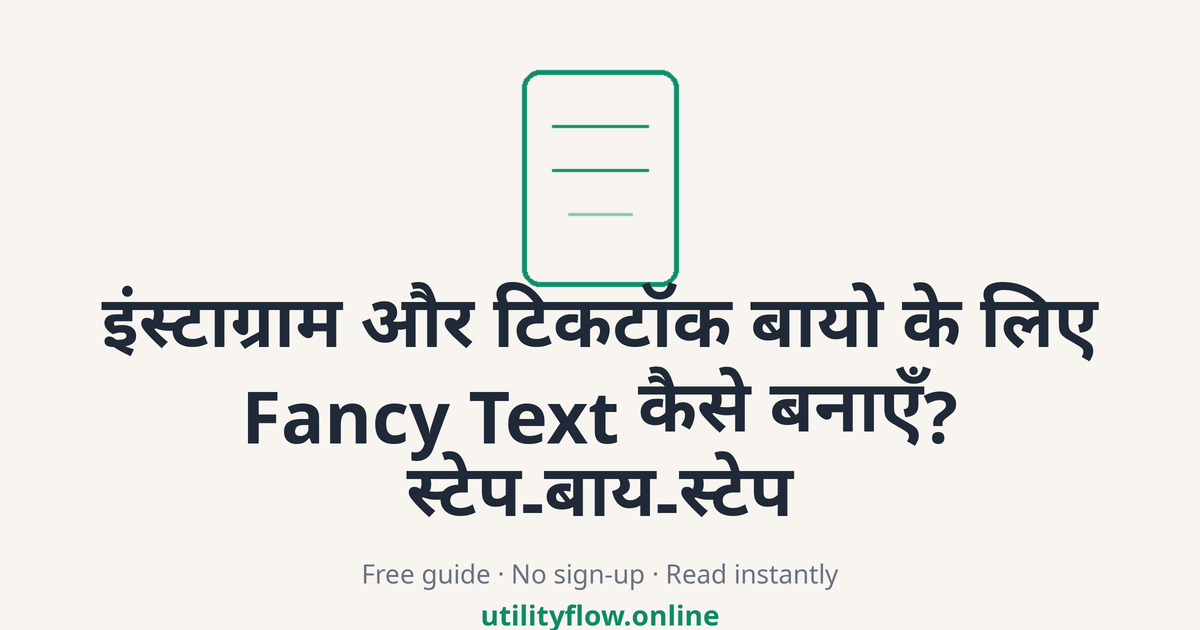 इंस्टाग्राम और टिकटॉक बायो के लिए
Fancy Text कैसे बनाएँ?
स्टेप-बाय-स्टेप
Free guide · No sign-up · Read instantly
utilityflow.online